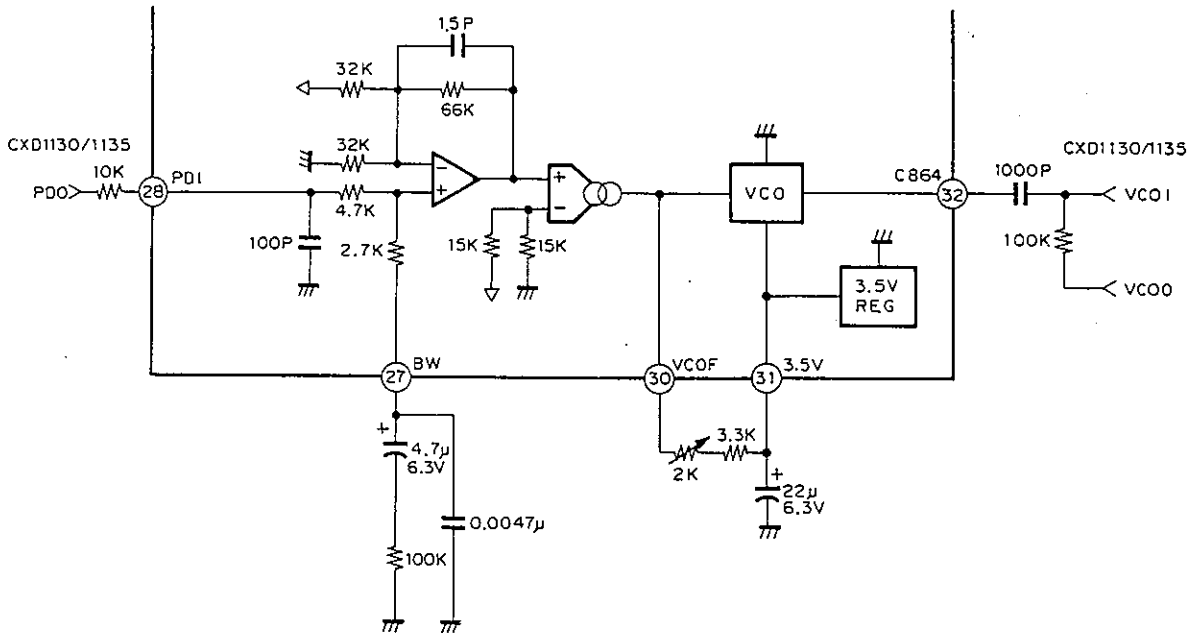 1.5P
32K
66K
CXD1130/1135
32K
10K
PDO
28
PDI
4.7K
100P
2.7K
-
+
+
-
15K
15K
VCO
C864
32
1000P
CXD1130/1135
VCOI
100K
VCOO
3.5V
REG
BW
27
VCOF
30
3.5V
31
+
4.7μ
6.3V
3.3K
2K
+
22μ
6.3V
0.0047μ
100K